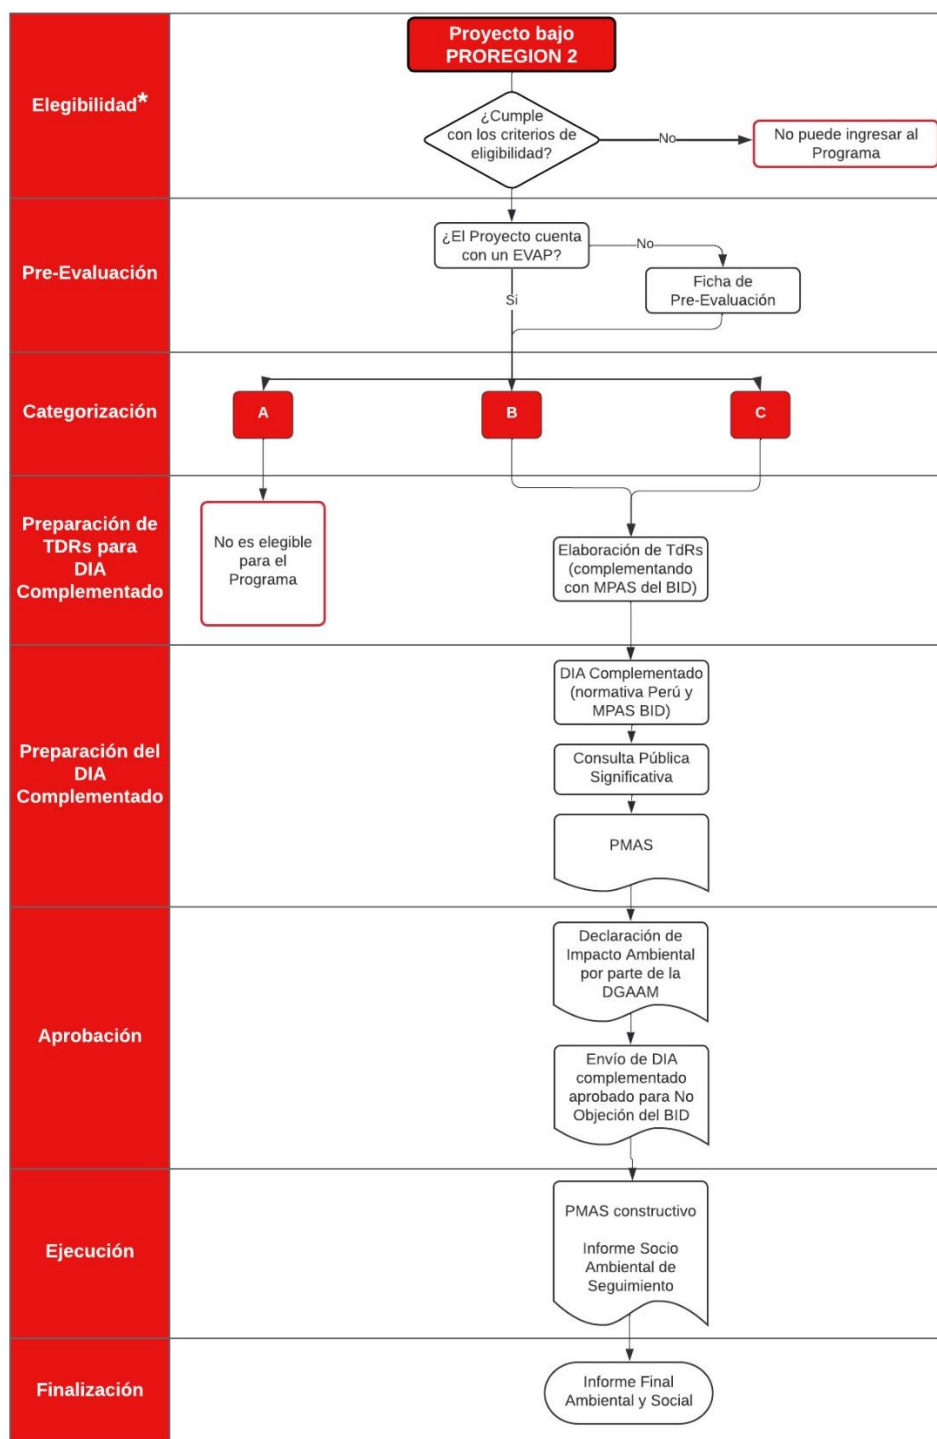 Elegibilidad*
Proyecto bajo
PROREGION 2
¿Cumple
con los criterios de
eligibilidad?
No
No puede ingresar al
Programa
Pre-Evaluación
¿El Proyecto cuenta
con un EVAP?
No
Si
Ficha de
Pre-Evaluación
Categorización
A
B
C
Preparación de
TDRs para
DIA
Complementado
No es elegible
para el
Programa
Elaboración de TdRs
(complementando
con MPAS del BID)
Preparación del
DIA
Complementado
DIA Complementado
(normativa Perú y
MPAS BID)
Consulta Pública
Significativa
PMAS
Aprobación
Declaración de
Impacto Ambiental
por parte de la
DGAAM
Envío de DIA
complementado
aprobado para No
Objeción del BID
Ejecución
PMAS constructivo
Informe Socio
Ambiental de
Seguimiento
Finalización
Informe Final
Ambiental y Social